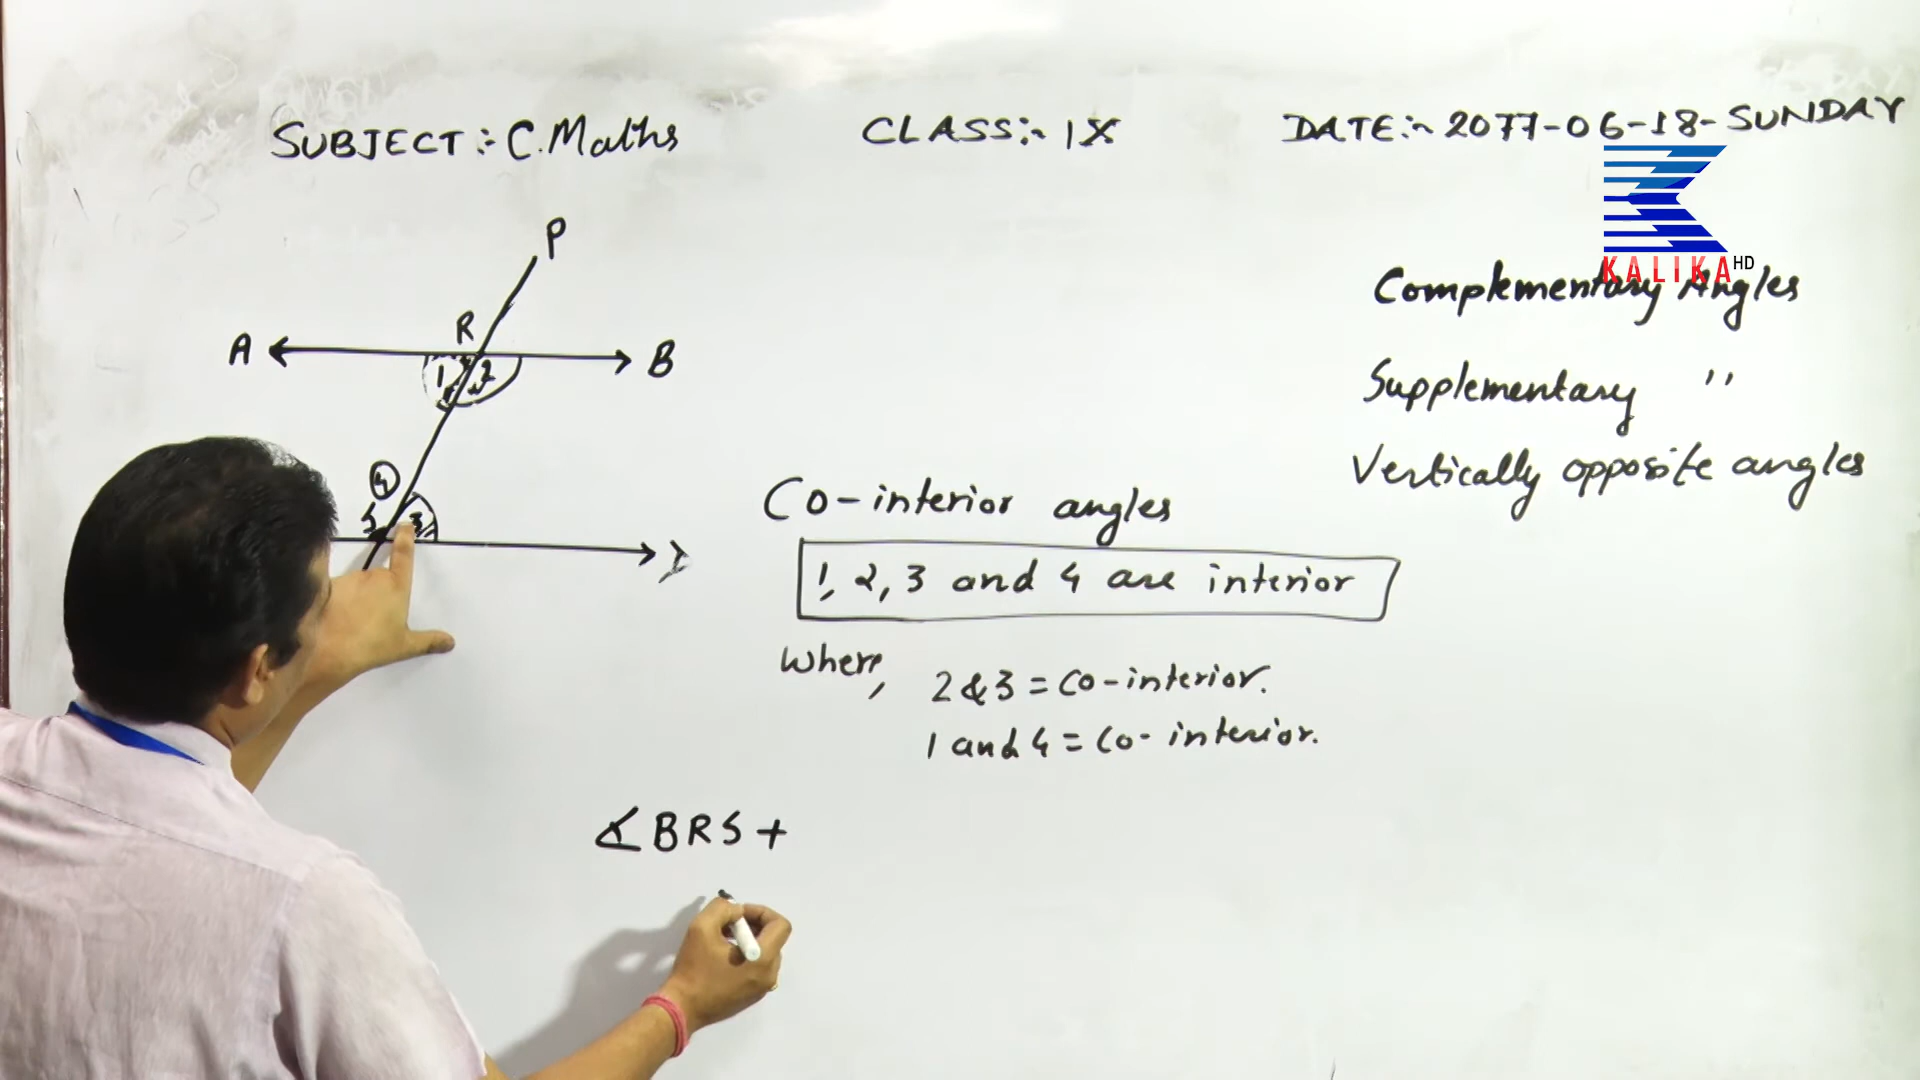 SUBJECT:- C.Maths
CLASS:- IX
DATE:- 2077-06-18-SUNDAY
KALIKA HD
P
R
A
B
1 2
4
S 3
Complementary Angles
Supplementary "
Vertically opposite angles
Co-interior angles
1, 2, 3 and 4 are interior
Where, 2 & 3 = Co-interior.
1 and 4 = Co-interior.
∡BRS +